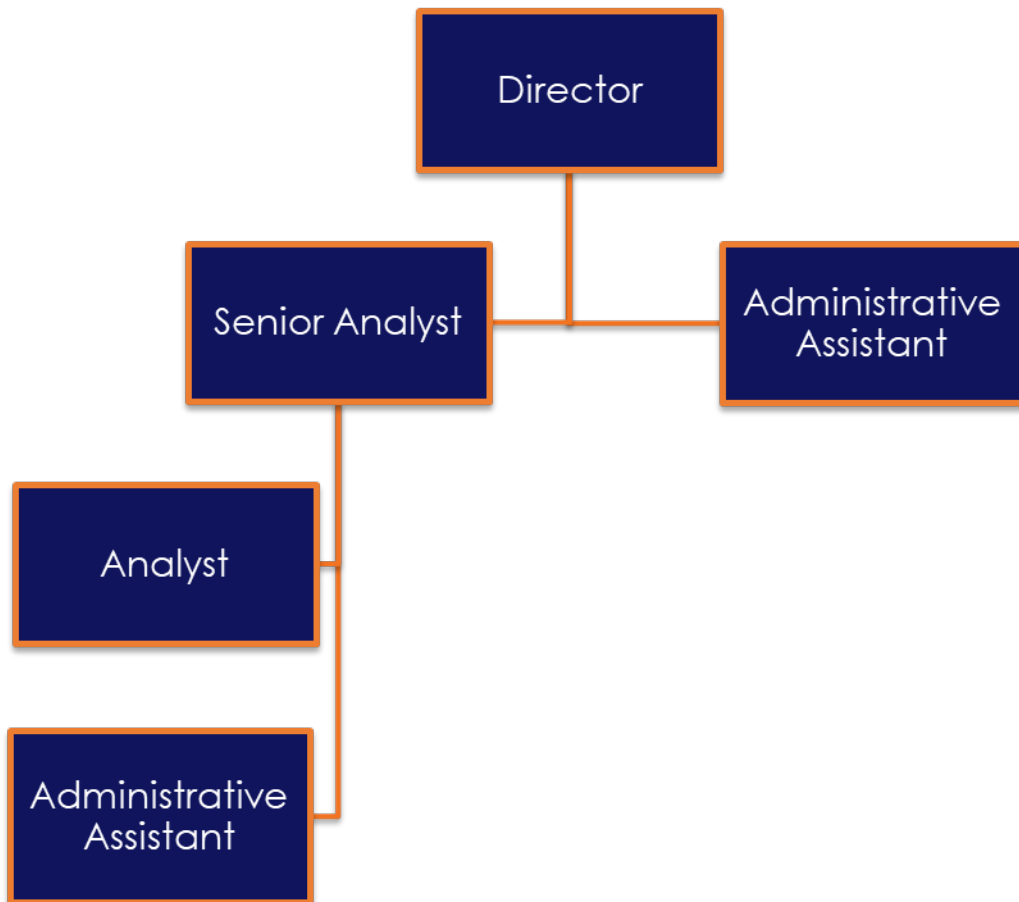 Director
Senior Analyst
Administrative
Assistant
Analyst
Administrative
Assistant